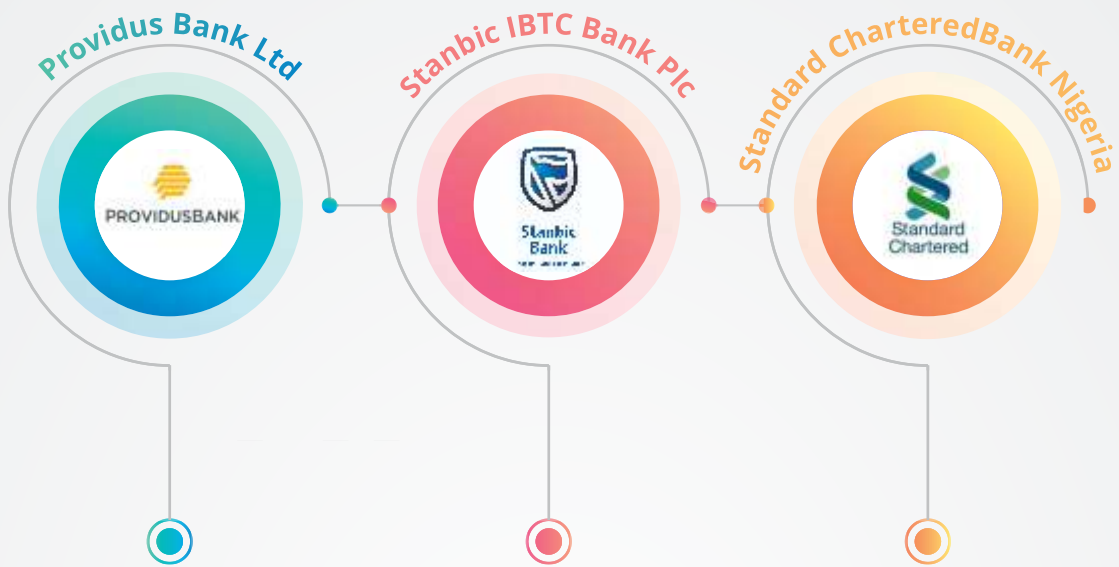 Providus Bank Ltd
Stanbic IBTC Bank Plc
Standard CharteredBank Nigeria
PROVIDUSBANK
Stanbic
Bank
Standard
Chartered